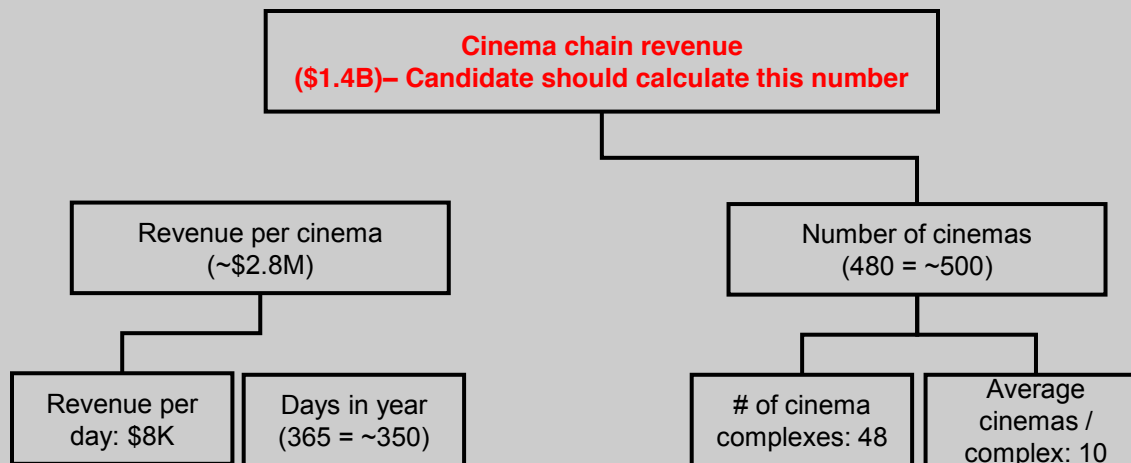 Cinema chain revenue
($1.4B)– Candidate should calculate this number
Revenue per cinema
(~$2.8M)
Number of cinemas
(480 = ~500)
Revenue per
day: $8K
Days in year
(365 = ~350)
# of cinema
complexes: 48
Average
cinemas /
complex: 10